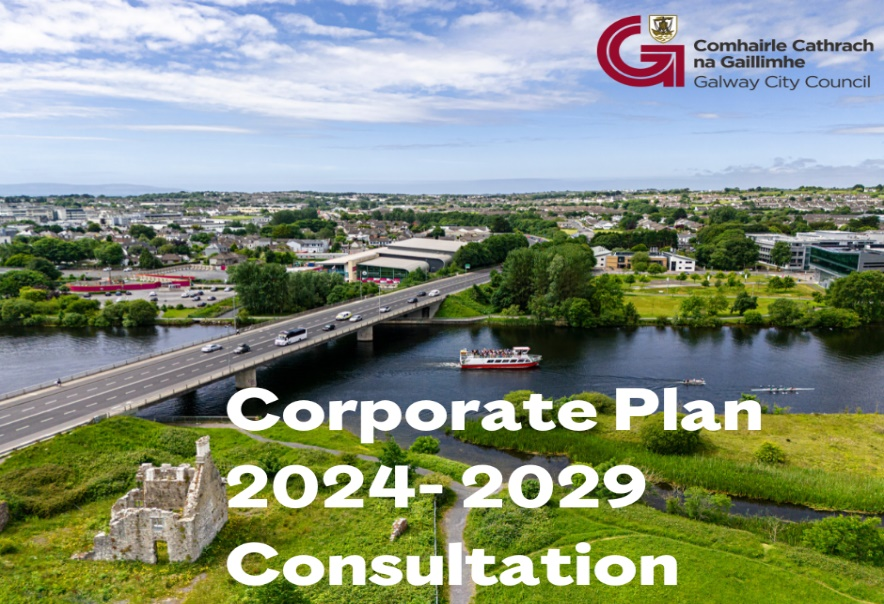 Comhairle Cathrach
na Gaillimhe
Galway City Council
Corporate Plan
2024- 2029
Consultation